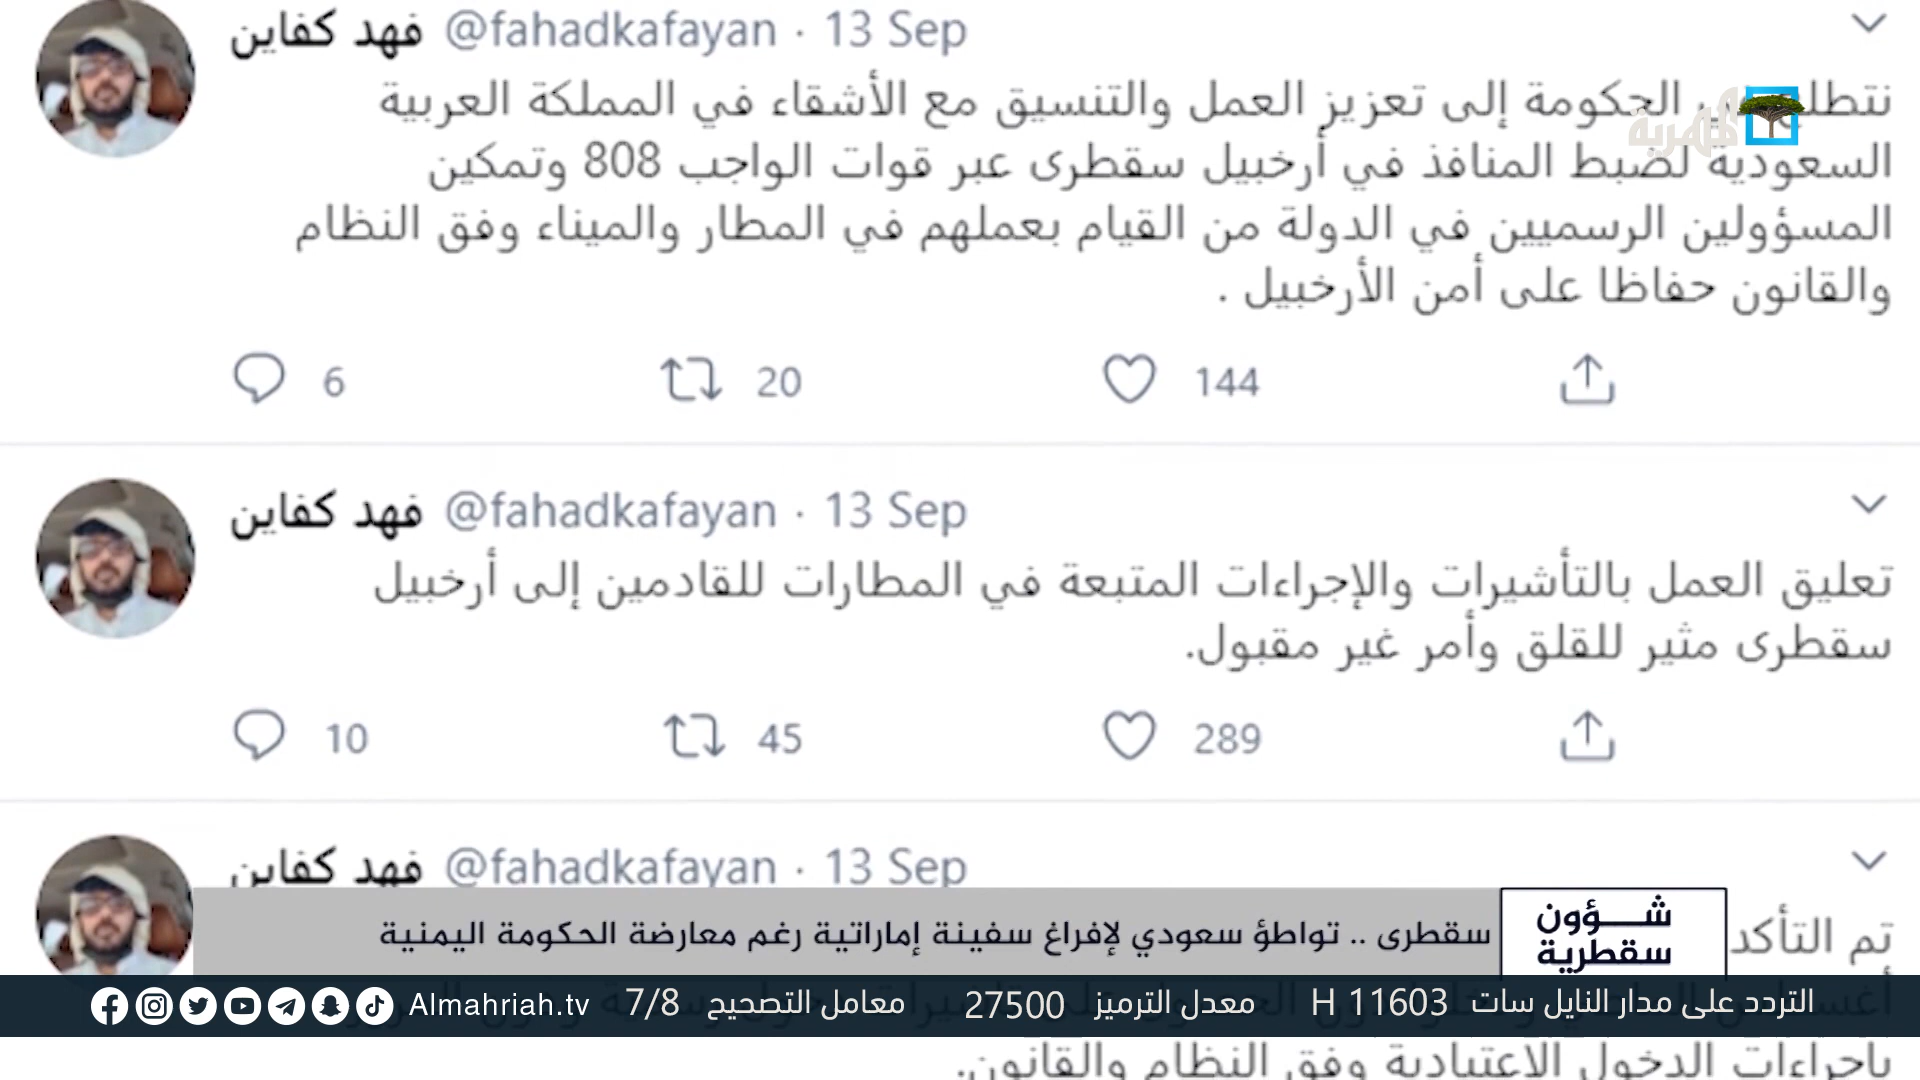 فهد كفاين @fahadkafayan · 13 Sep
الحكومة إلى تعزيز العمل والتنسيق مع الأشقاء في المملكة العربية
المهرية
السعودية لضبط المنافذ في أرخبيل سقطرى عبر قوات الواجب 808 وتمكين
المسؤولين الرسميين في الدولة من القيام بعملهم في المطار والميناء وفق النظام
والقانون حفاظا على أمن الأرخبيل .
6 20 144
فهد كفاين @fahadkafayan · 13 Sep
تعليق العمل بالتأشيرات والإجراءات المتبعة في المطارات للقادمين إلى أرخبيل
سقطرى مثير للقلق وأمر غير مقبول.
10 45 289
فهد كفاين @fahadkafayan · 13 Sep
تم التأكد
شــؤون
سقطرية
سقطرى .. تواطؤ سعودي لإفراغ سفينة إماراتية رغم معارضة الحكومة اليمنية
التردد على مدار النايل سات 11603 H معدل الترميز 27500 معامل التصحيح 7/8 Almahriah.tv
باجراءات الدخول الاعتيادية وفق النظام والقانون.